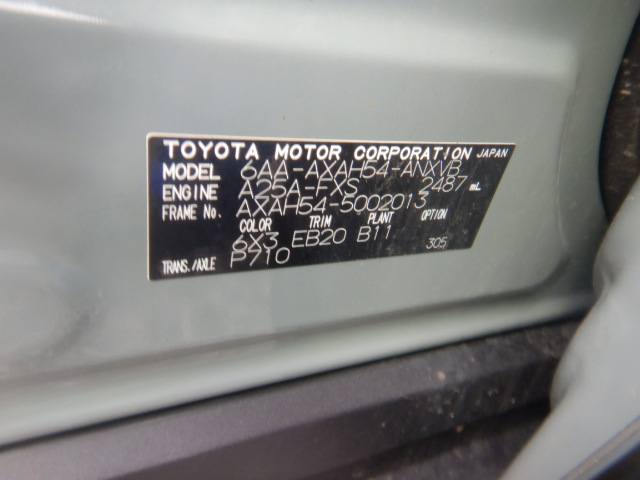 TOYOTA MOTOR CORPORATION JAPAN
MODEL 6AA-AXAH54-ANXVB
ENGINE A25A-FXS 2487 mL
FRAME No. AXAH54-5002013
COLOR TRIM PLANT OPTION
6X3 EB20 B11 305
TRANS./AXLE P710